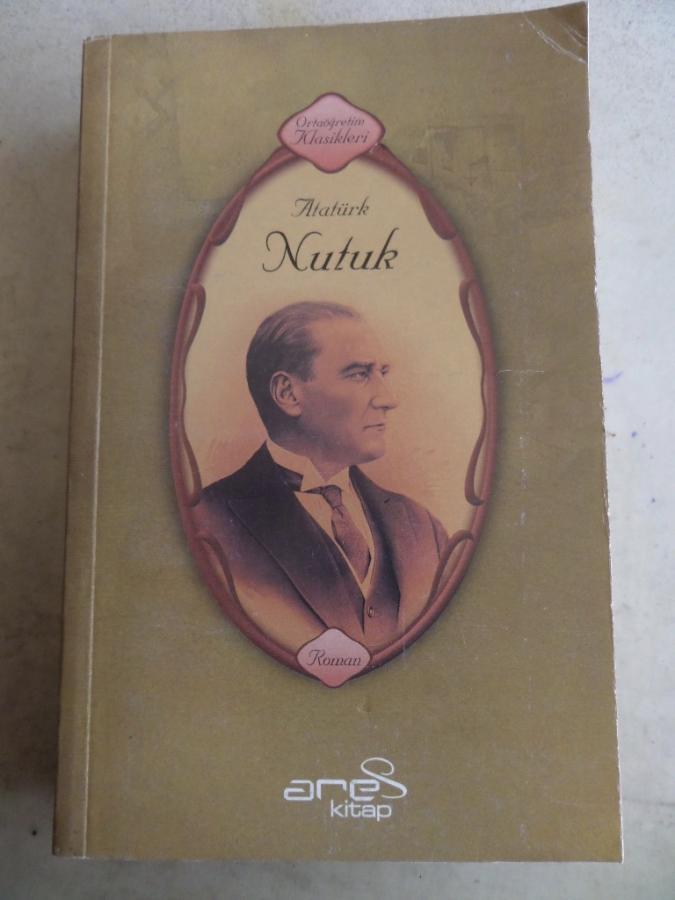 Ortaöğretim
Klasikleri
Atatürk
Nutuk
Roman
ares
kitap